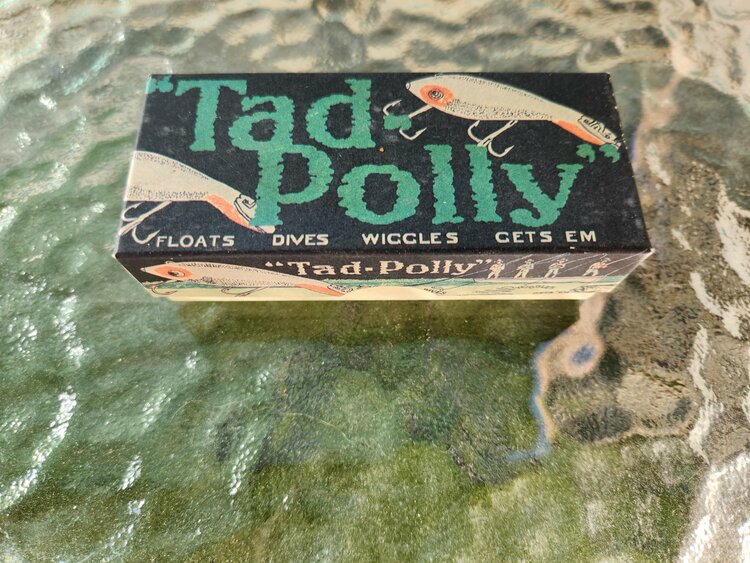 "Tad-
Polly"
FLOATS DIVES WIGGLES GETS EM
"Tad-Polly"